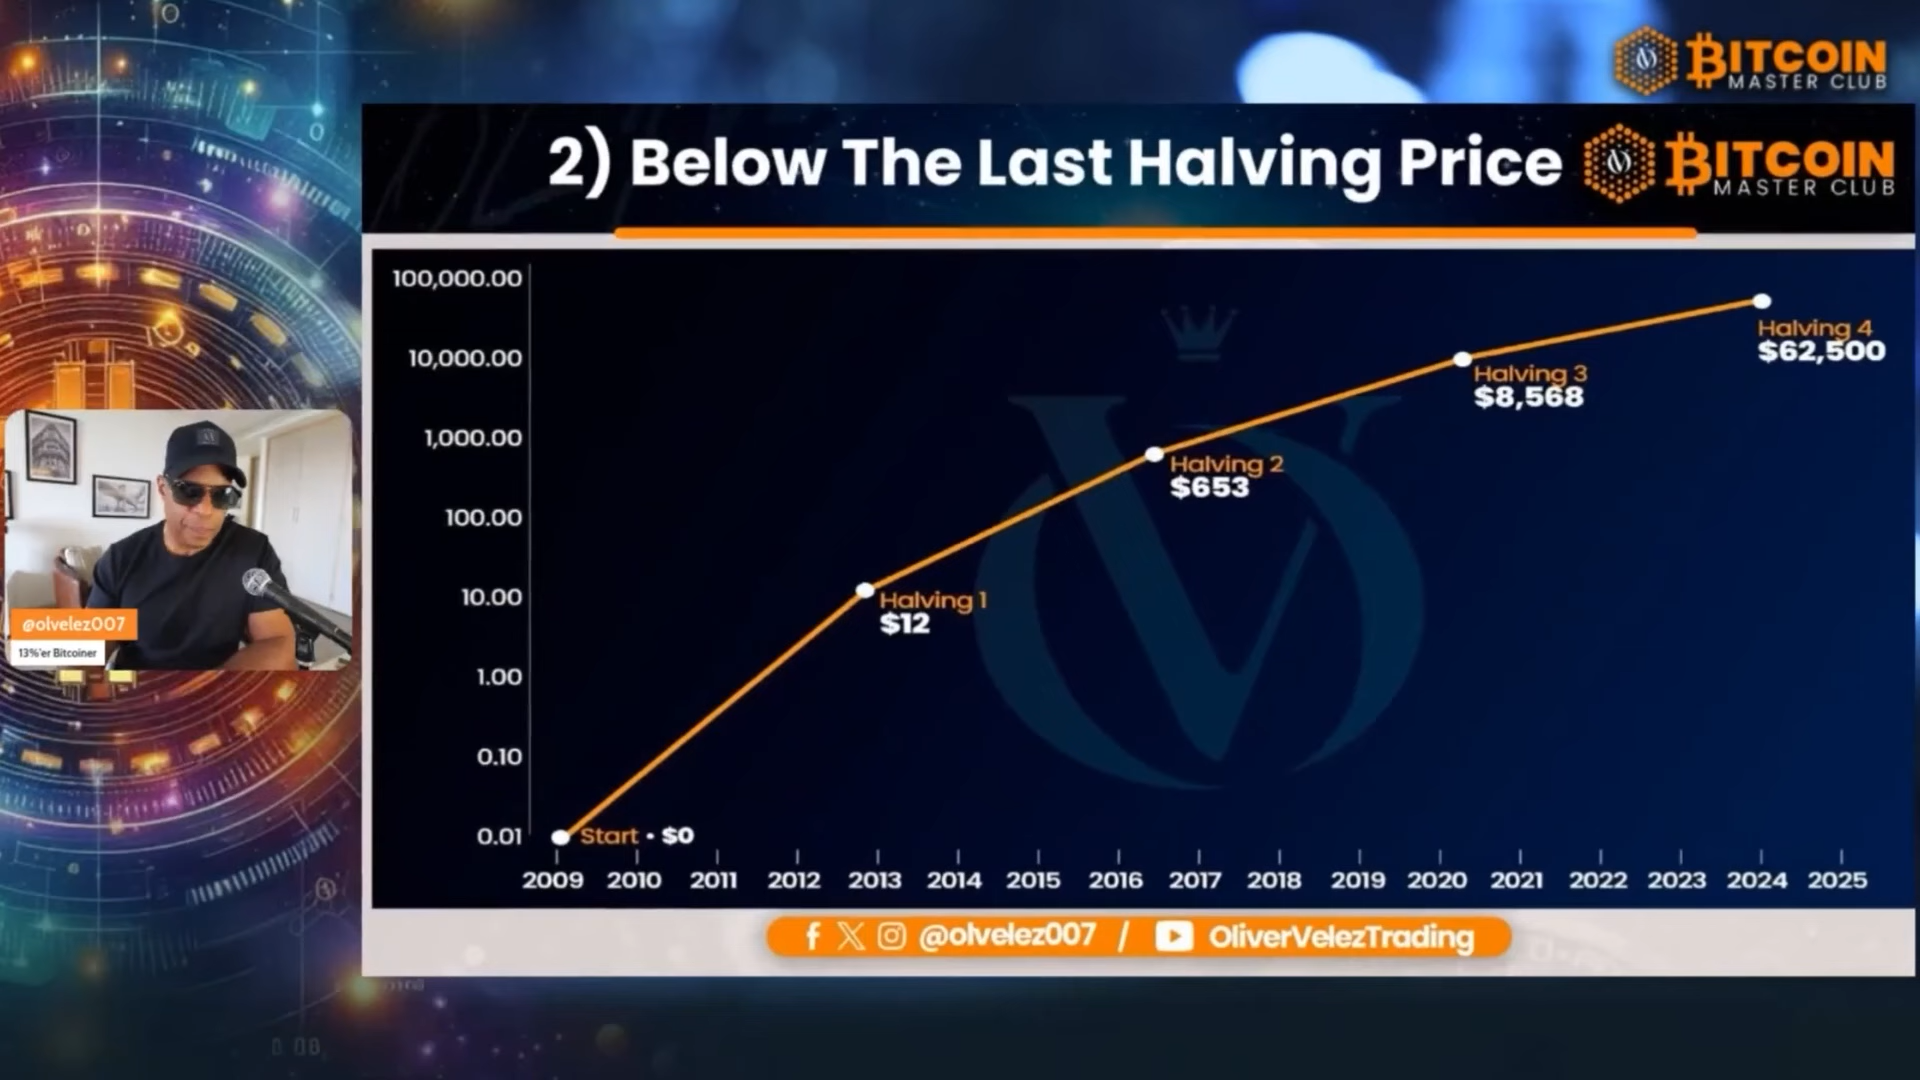 BITCOIN
MASTER CLUB
2) Below The Last Halving Price
BITCOIN
MASTER CLUB
100,000.00
10,000.00
1,000.00
100.00
10.00
1.00
0.10
0.01
Halving 4
$62,500
Halving 3
$8,568
Halving 2
$653
Halving 1
$12
Start • $0
2009 2010 2011 2012 2013 2014 2015 2016 2017 2018 2019 2020 2021 2022 2023 2024 2025
@olvelez007
13%'er Bitcoiner
@olvelez007 / OliverVelezTrading